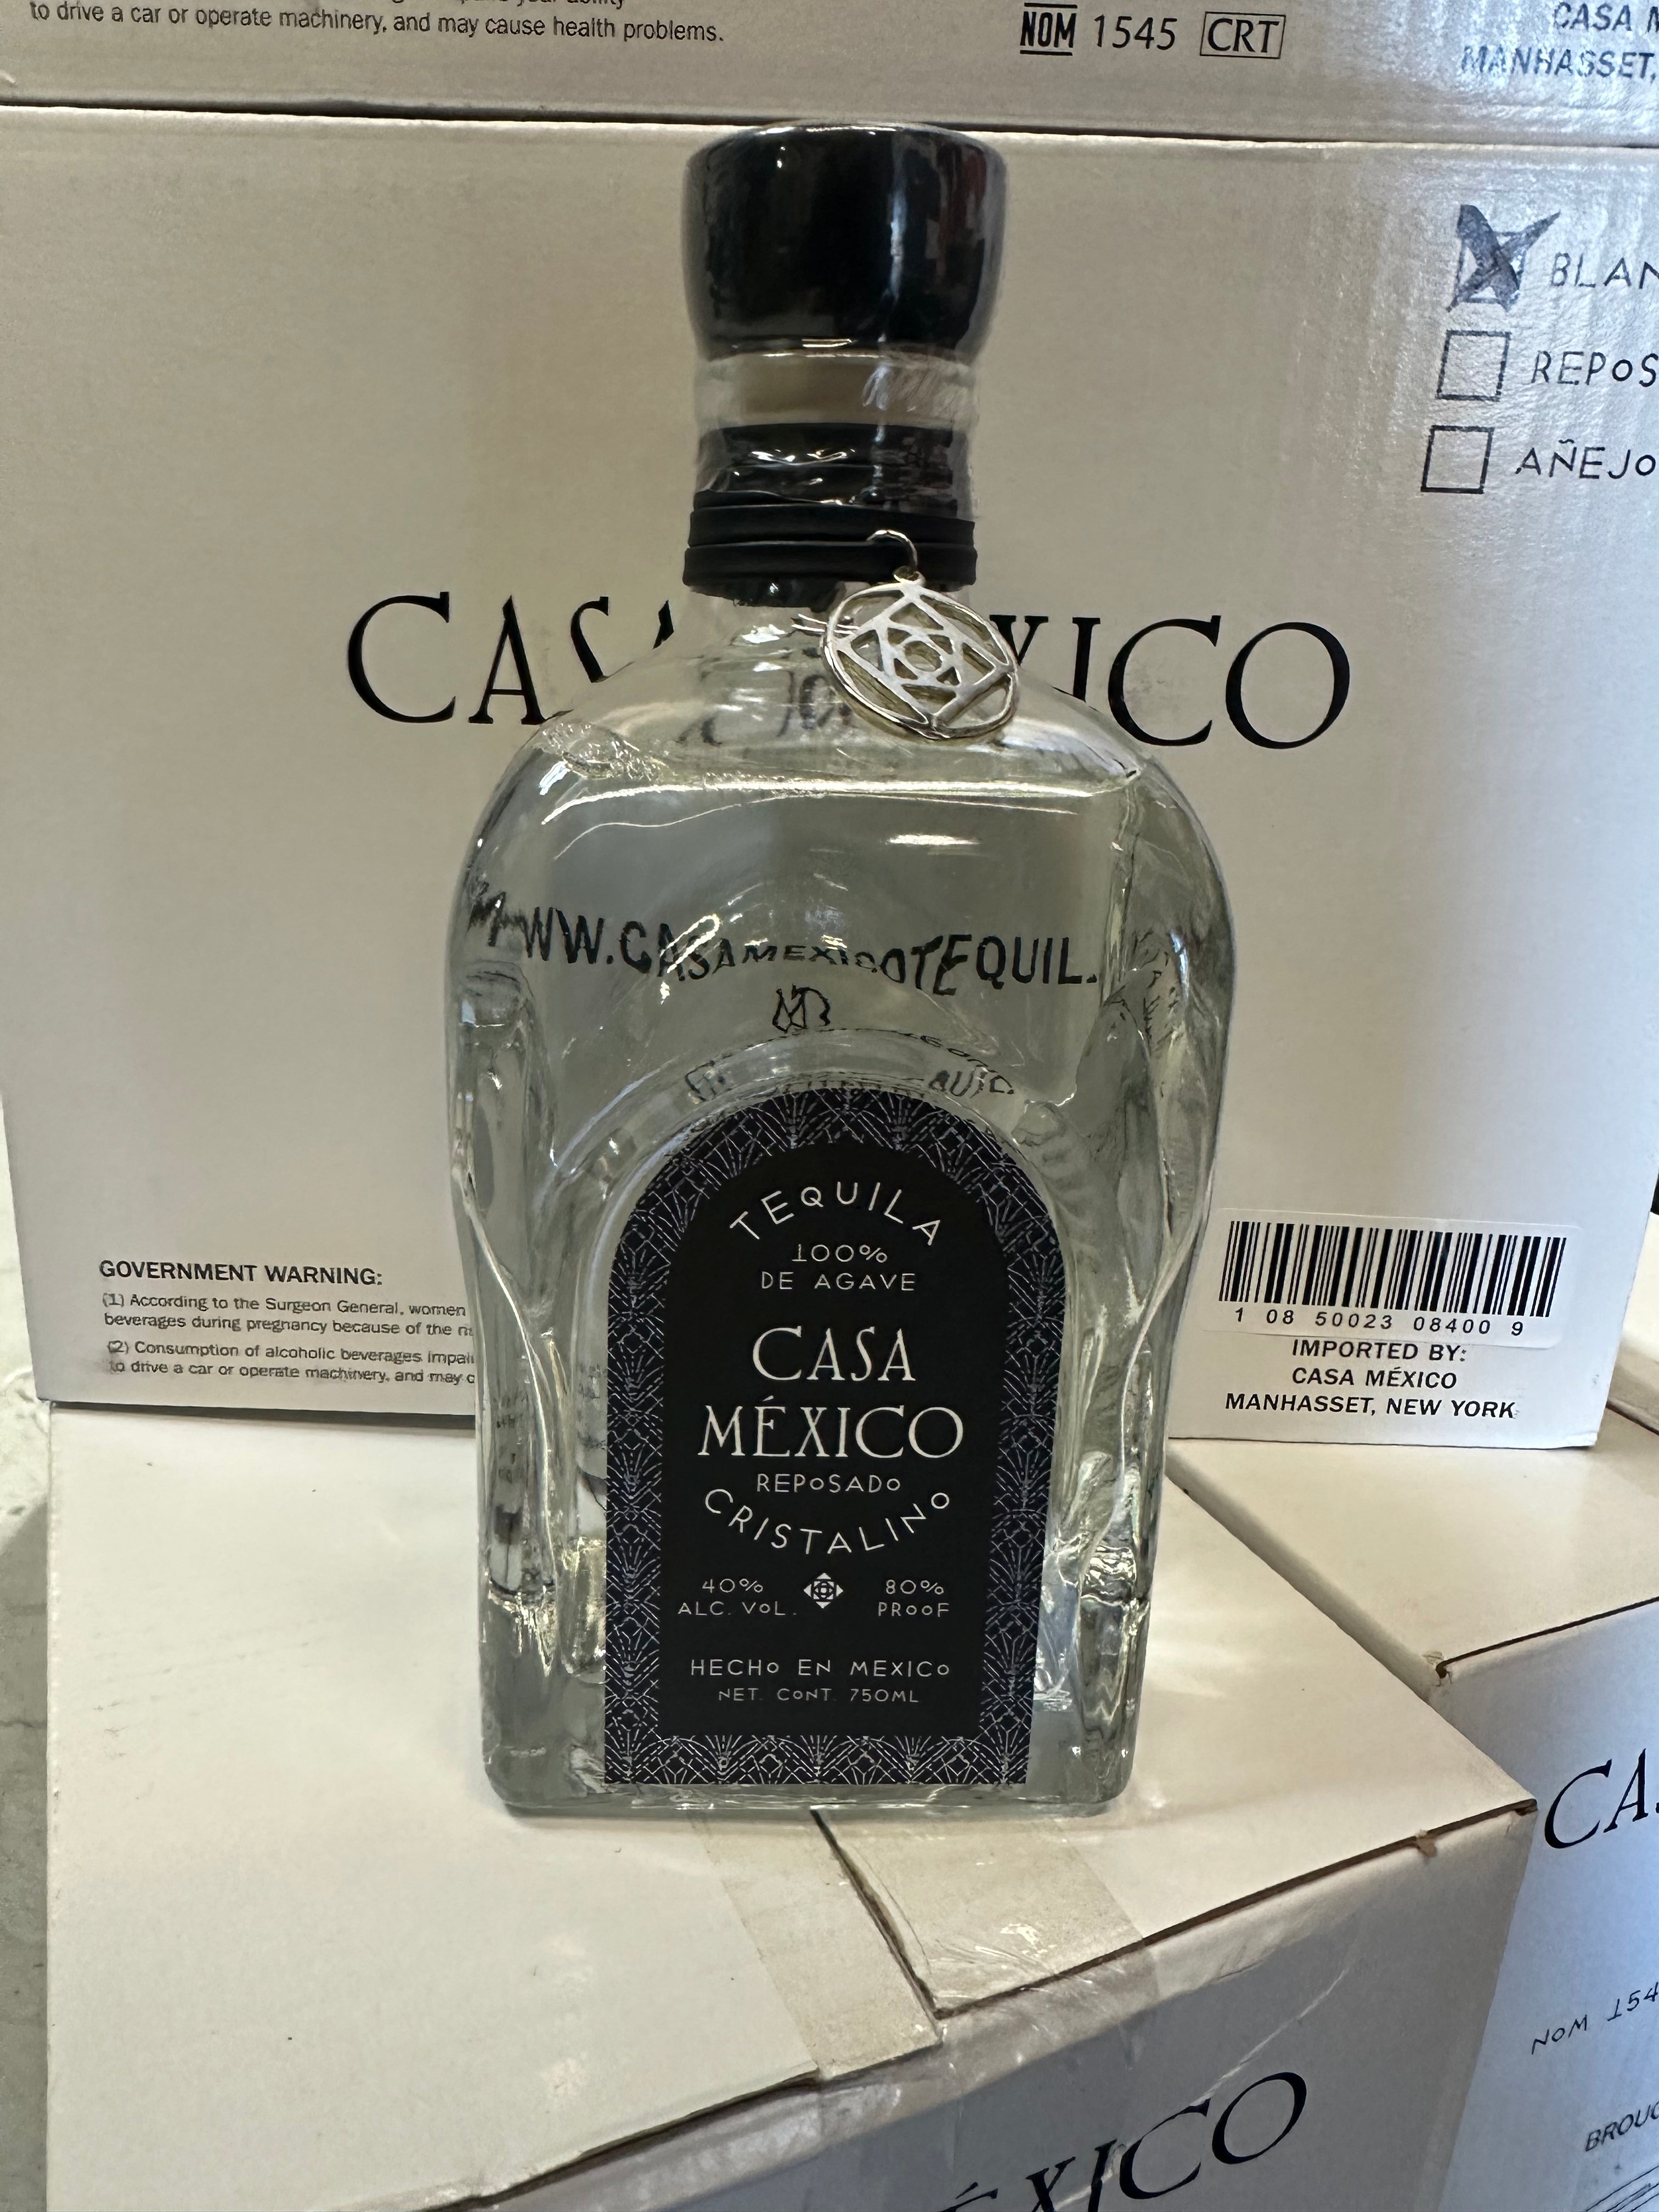 to drive a car or operate machinery, and may cause health problems.
NOM 1545 CRT
CASA
MANHASSET,
BLAN
REPOS
AÑEJO
CASA MÉXICO
WWW.CASAMEXICOTEQUIL.
TEQUILA
100%
DE AGAVE
CASA
MÉXICO
REPOSADO
CRISTALINO
40% 80%
ALC. VOL. PROOF
HECHO EN MEXICO
NET. CONT. 750ML
GOVERNMENT WARNING:
(1) According to the Surgeon General, women
beverages during pregnancy because of the
(2) Consumption of alcoholic beverages impai
to drive a car or operate machinery, and may c
1 08 50023 08400 9
IMPORTED BY:
CASA MÉXICO
MANHASSET, NEW YORK
CA
NOM 154
BROUG
ÉXICO